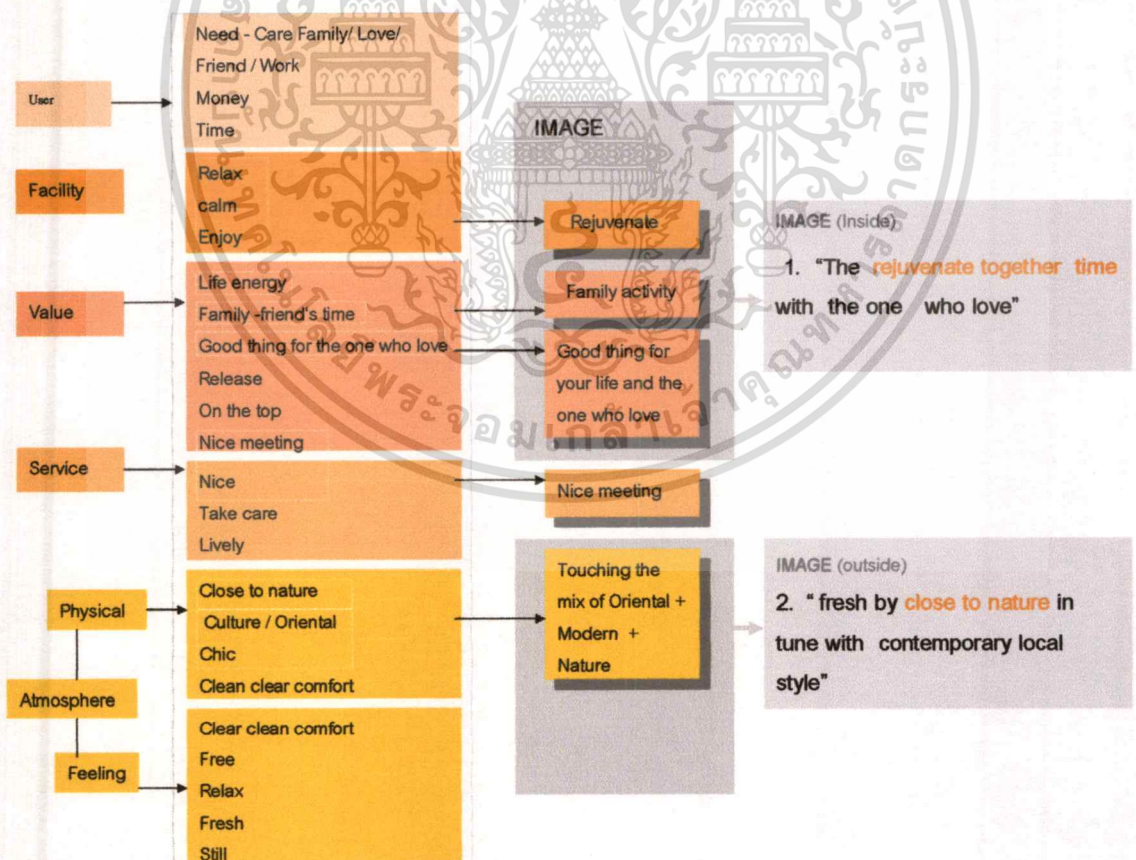 User
Facility
Value
Service
Physical
Atmosphere
Feeling
Need - Care Family/ Love/
Friend / Work
Money
Time
Relax
calm
Enjoy
Life energy
Family -friend's time
Good thing for the one who love
Release
On the top
Nice meeting
Nice
Take care
Lively
Close to nature
Culture / Oriental
Chic
Clean clear comfort
Clear clean comfort
Free
Relax
Fresh
Still
IMAGE
Rejuvenate
Family activity
Good thing for
your life and the
one who love
Nice meeting
Touching the
mix of Oriental +
Modern +
Nature
IMAGE (Inside)
1. "The rejuvenate together time
with the one who love"
IMAGE (outside)
2. " fresh by close to nature in
tune with contemporary local
style"